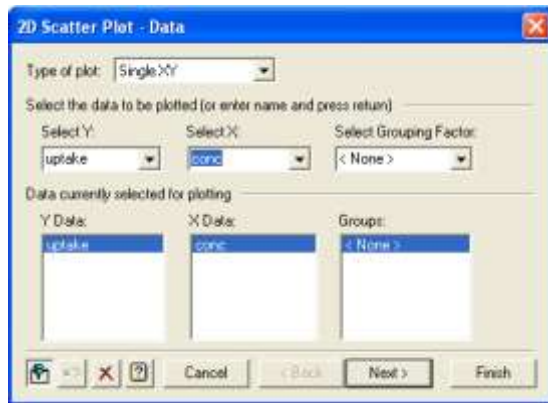 2D Scatter Plot - Data
Type of plot: Single XY
Select the data to be plotted (or enter name and press return)
Select Y: Select X: Select Grouping Factor:
uptake conc < None >
Data currently selected for plotting
Y Data: X Data: Groups:
uptake conc < None >
Cancel < Back Next > Finish